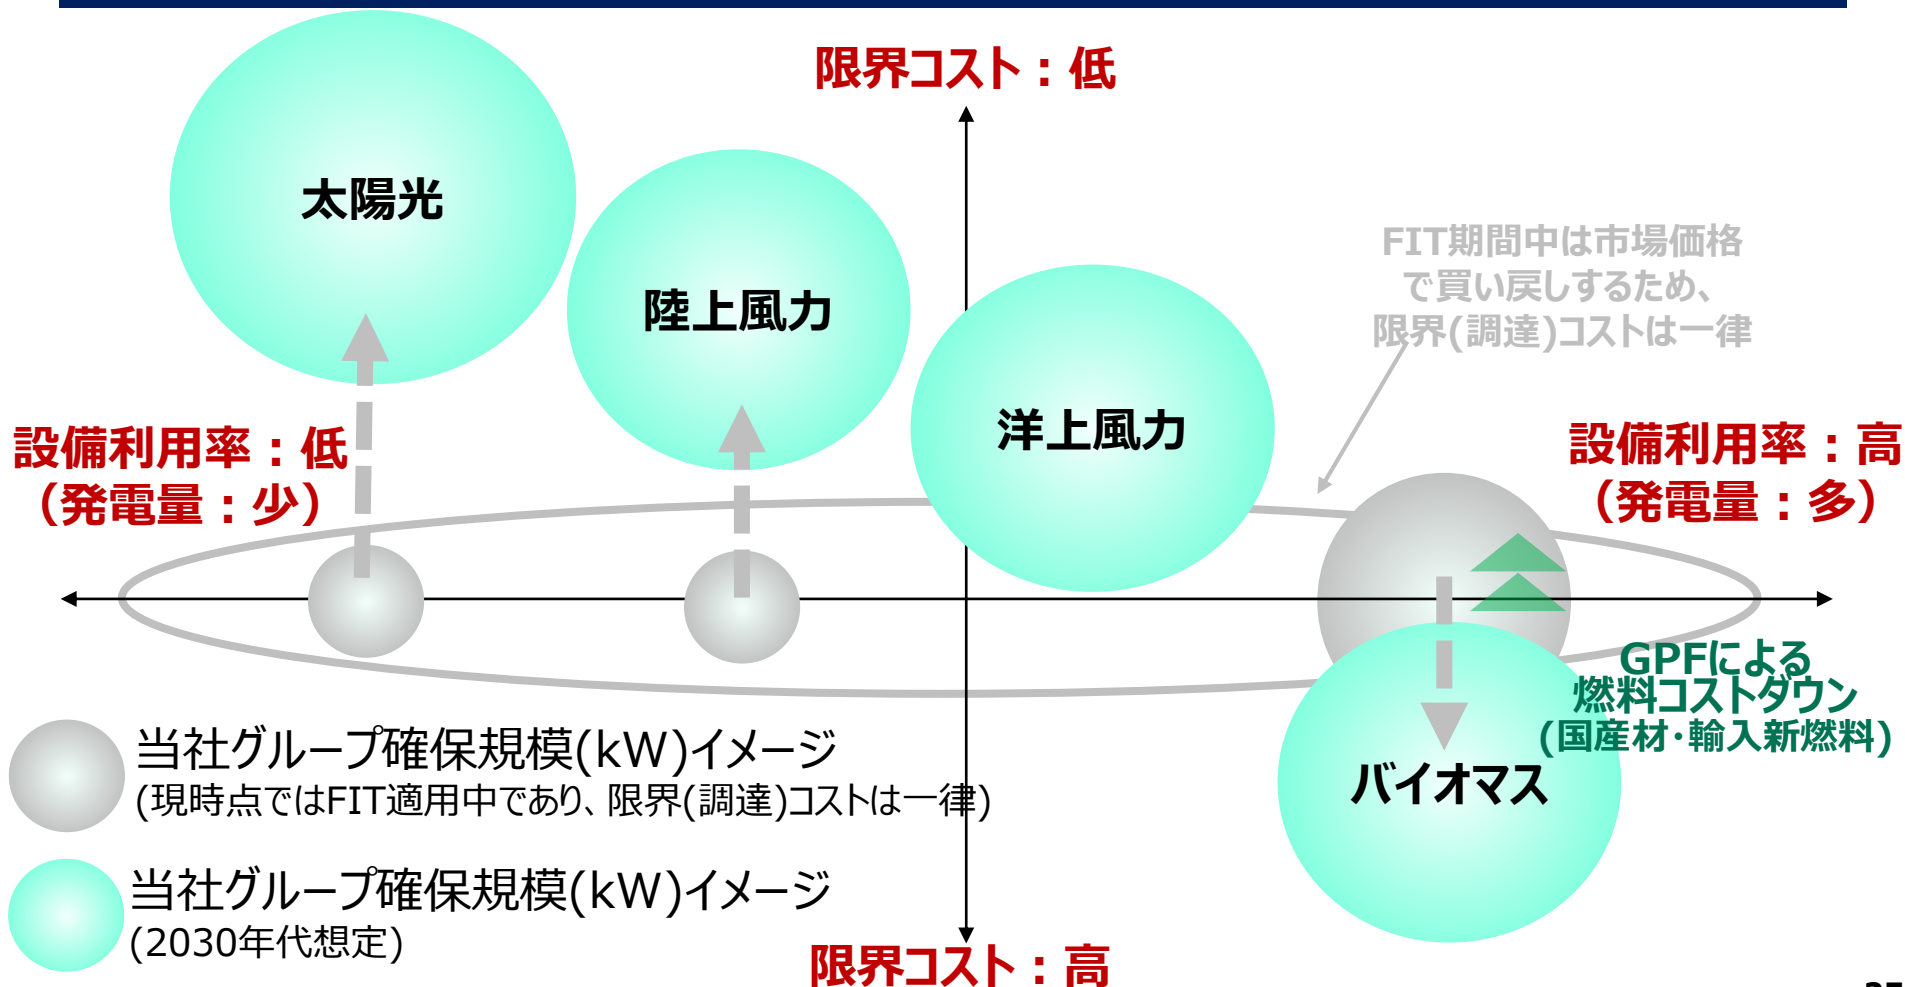 限界コスト：低
太陽光
陸上風力
洋上風力
FIT期間中は市場価格
で買い戻しするため、
限界(調達)コストは一律
設備利用率：低
（発電量：少）
設備利用率：高
（発電量：多）
GPFによる
燃料コストダウン
(国産材･輸入新燃料)
バイオマス
当社グループ確保規模(kW)イメージ
(現時点ではFIT適用中であり、限界(調達)コストは一律)
当社グループ確保規模(kW)イメージ
(2030年代想定)
限界コスト：高